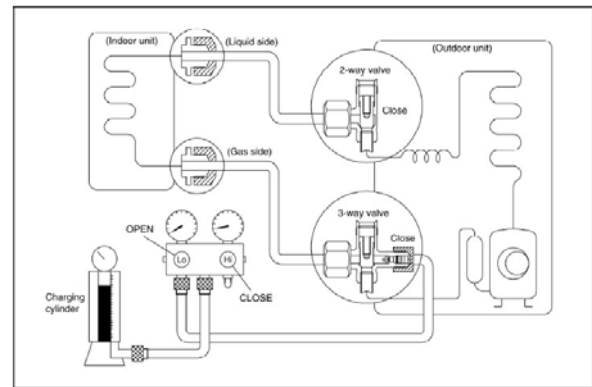 (Indoor unit)
(Liquid side)
(Outdoor unit)
2-way valve
Close
(Gas side)
3-way valve
Close
OPEN
Lo
Hi
CLOSE
Charging
cylinder